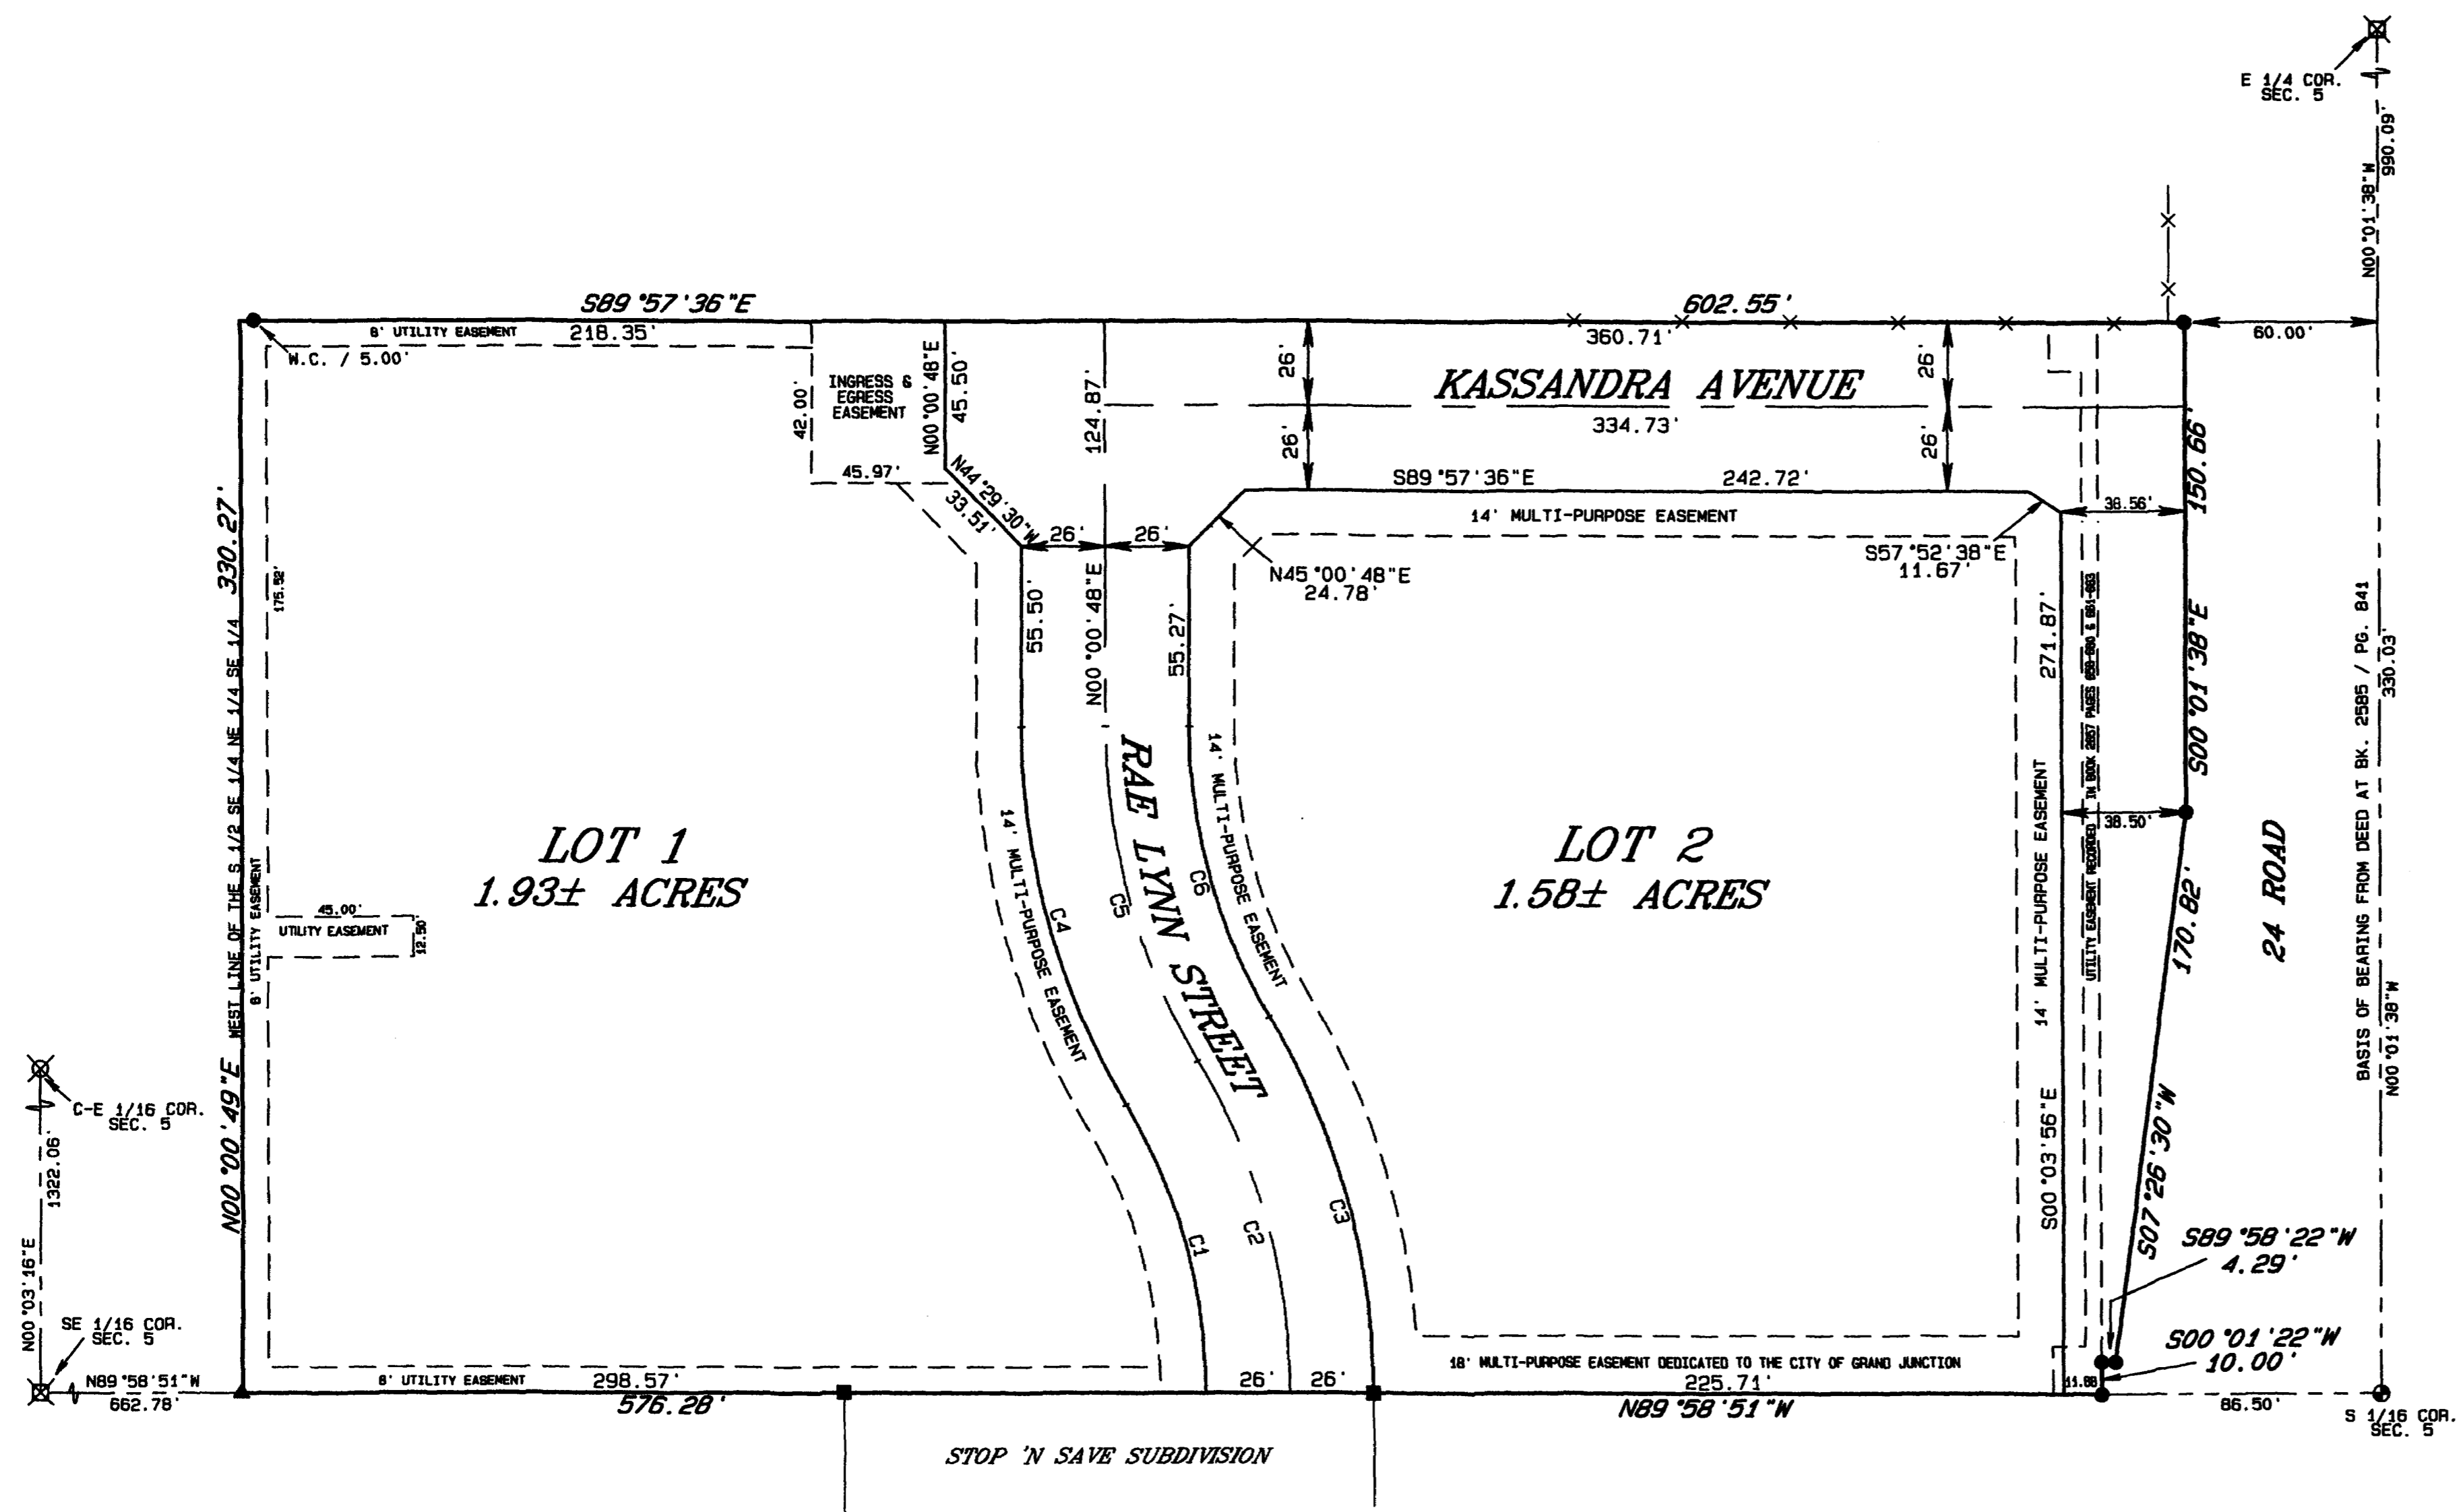 E 1/4 COR.
SEC. 5
N00°01'38"W
990.09'
S89°57'36"E
602.55'
8' UTILITY EASEMENT
218.35'
360.71'
60.00'
W.C. / 5.00'
INGRESS &
EGRESS
EASEMENT
42.00'
N00°00'48"E
45.50'
124.87'
26'
26'
KASSANDRA AVENUE
334.73'
26'
26'
45.97'
N44°29'30"W
33.51'
S89°57'36"E
242.72'
14' MULTI-PURPOSE EASEMENT
38.56'
150.66'
26'
26'
N45°00'48"E
24.78'
S57°52'38"E
11.67'
330.27'
175.52'
55.50'
N00°00'48"E
55.27'
271.87'
S00°01'38"E
BASIS OF BEARING FROM DEED AT BK. 2585 / PG. 841
330.03'
N00°01'38"W
WEST LINE OF THE S 1/2 SE 1/4 NE 1/4 SE 1/4
8' UTILITY EASEMENT
N00°00'49"E
LOT 1
1.93± ACRES
45.00'
UTILITY EASEMENT
12.50'
14' MULTI-PURPOSE EASEMENT
C4
C5
C6
RAE LYNN STREET
14' MULTI-PURPOSE EASEMENT
LOT 2
1.58± ACRES
14' MULTI-PURPOSE EASEMENT
UTILITY EASEMENT RECORDED IN BOOK 2857 PAGES
38.50'
170.82'
24 ROAD
S00°03'56"E
S07°26'30"W
C1
C2
C3
C-E 1/16 COR.
SEC. 5
1322.06'
N00°03'16"E
SE 1/16 COR.
SEC. 5
N89°58'51"W
662.78'
S89°58'22"W
4.29'
S00°01'22"W
10.00'
18' MULTI-PURPOSE EASEMENT DEDICATED TO THE CITY OF GRAND JUNCTION
8' UTILITY EASEMENT
298.57'
26'
26'
225.71'
576.28'
N89°58'51"W
86.50'
S 1/16 COR.
SEC. 5
STOP 'N SAVE SUBDIVISION